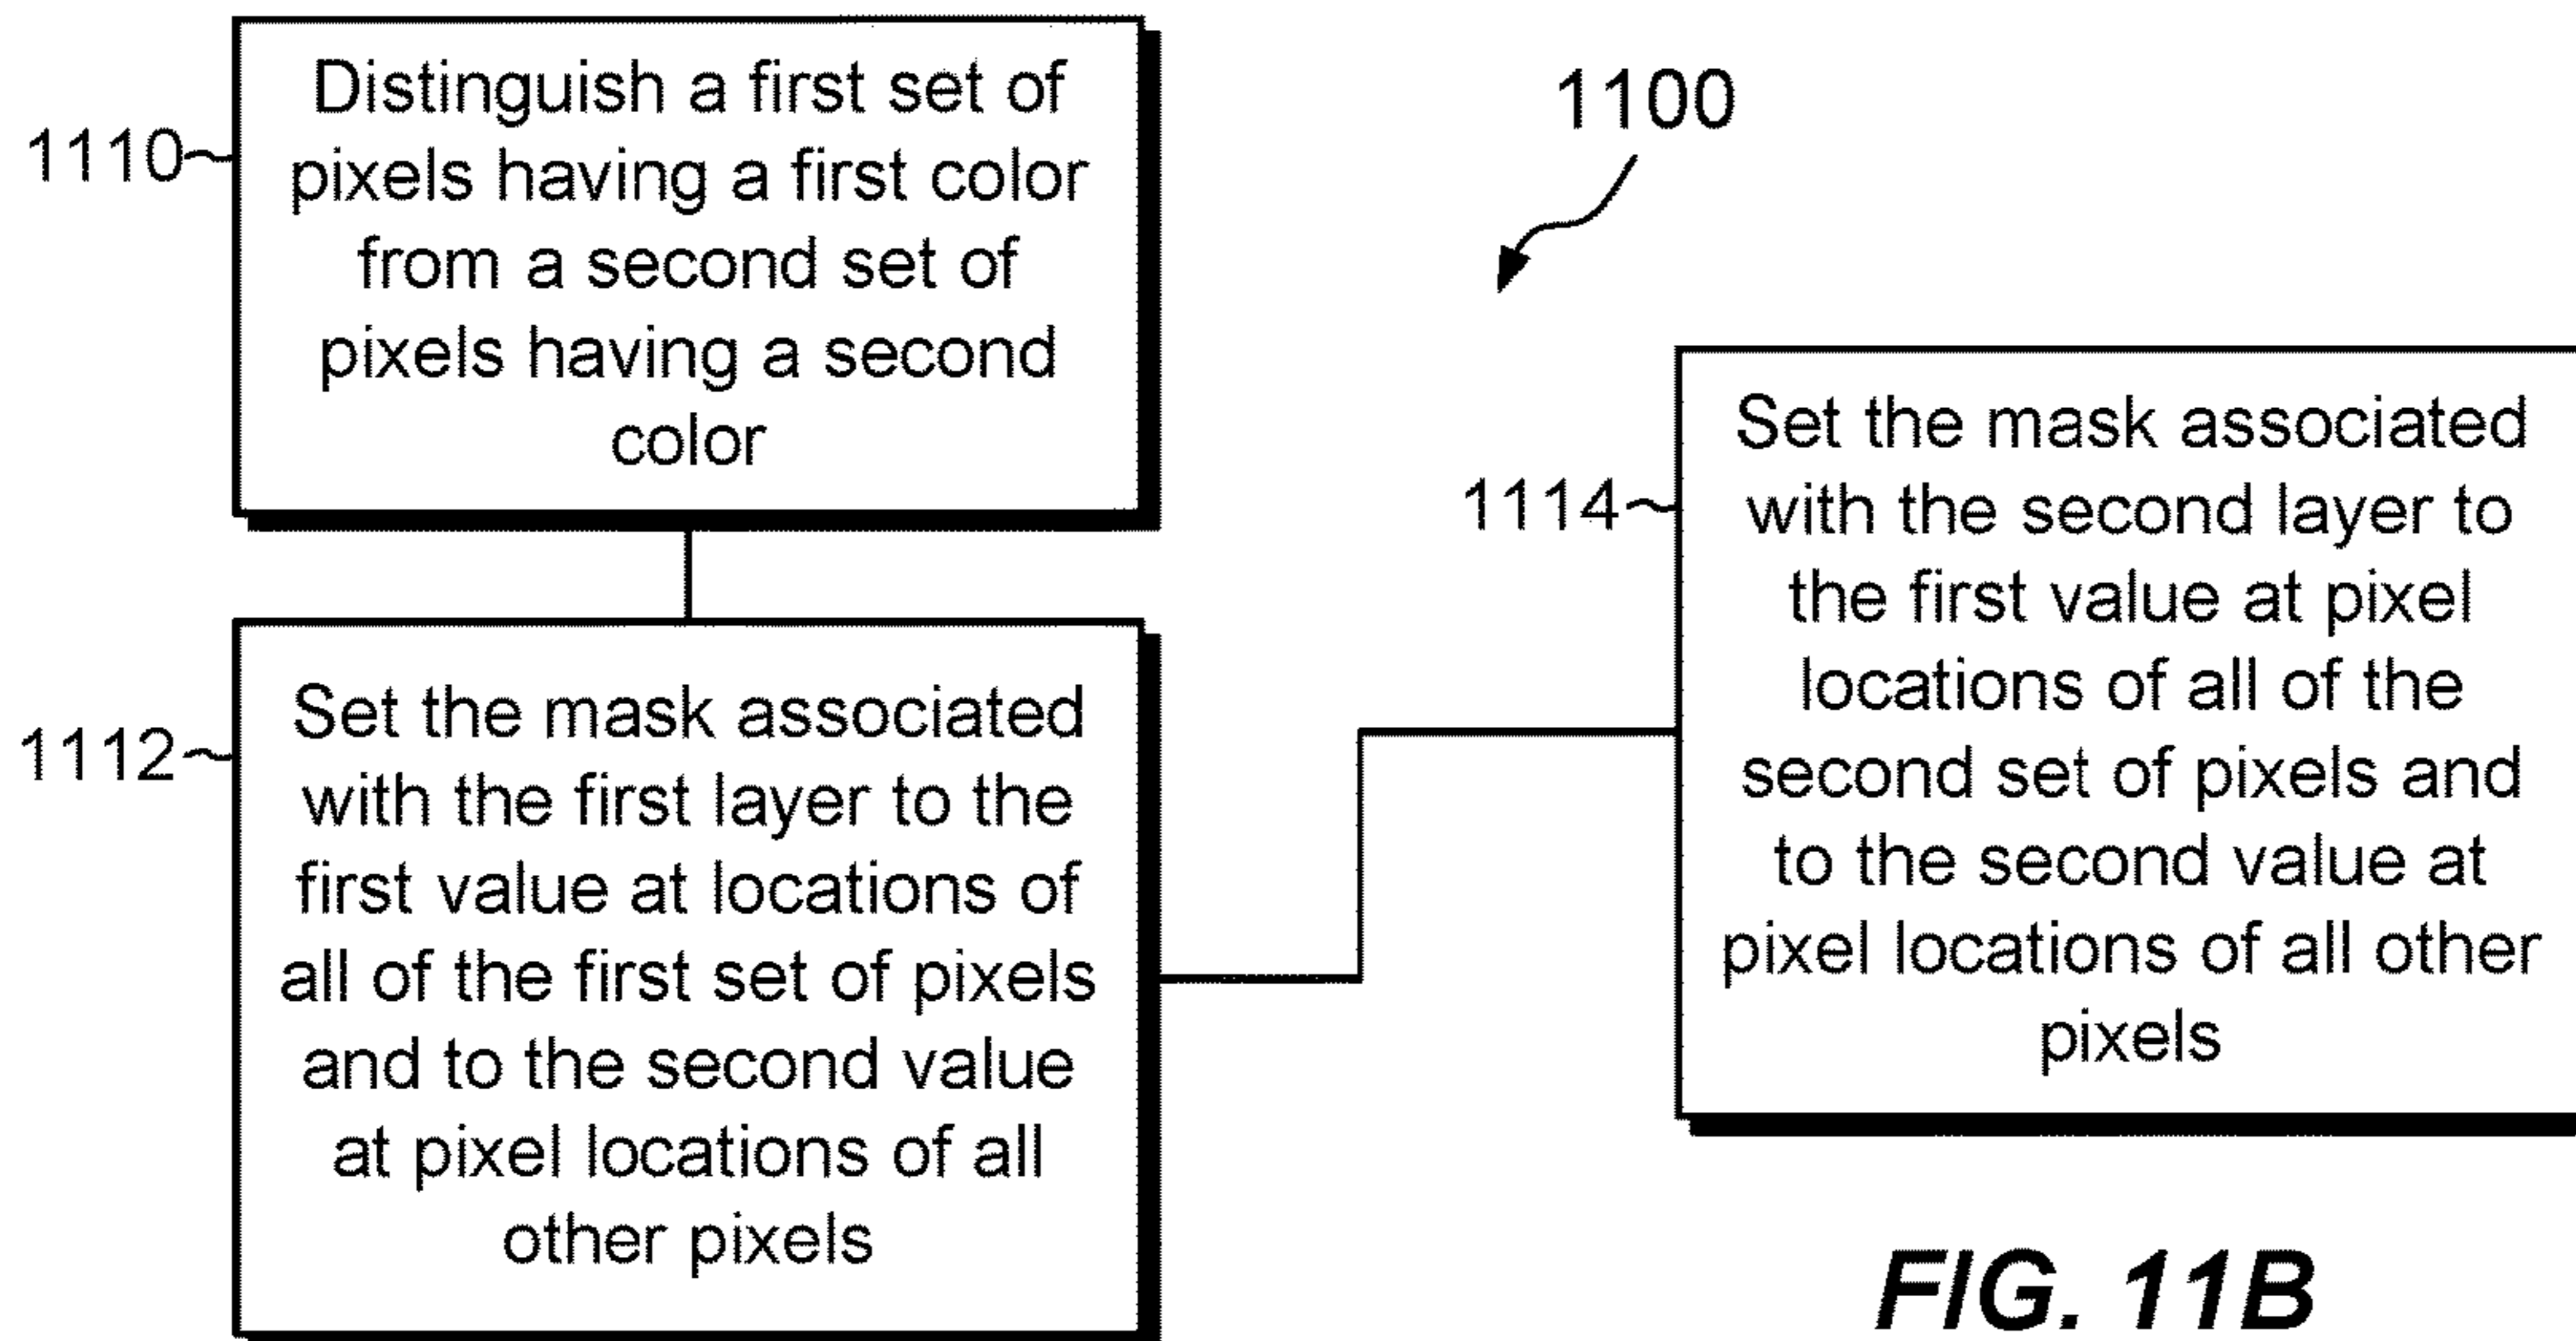 1110
Distinguish a first set of
pixels having a first color
from a second set of
pixels having a second
color
1100
1112
Set the mask associated
with the first layer to the
first value at locations of
all of the first set of pixels
and to the second value
at pixel locations of all
other pixels
1114
Set the mask associated
with the second layer to
the first value at pixel
locations of all of the
second set of pixels and
to the second value at
pixel locations of all other
pixels
FIG. 11B